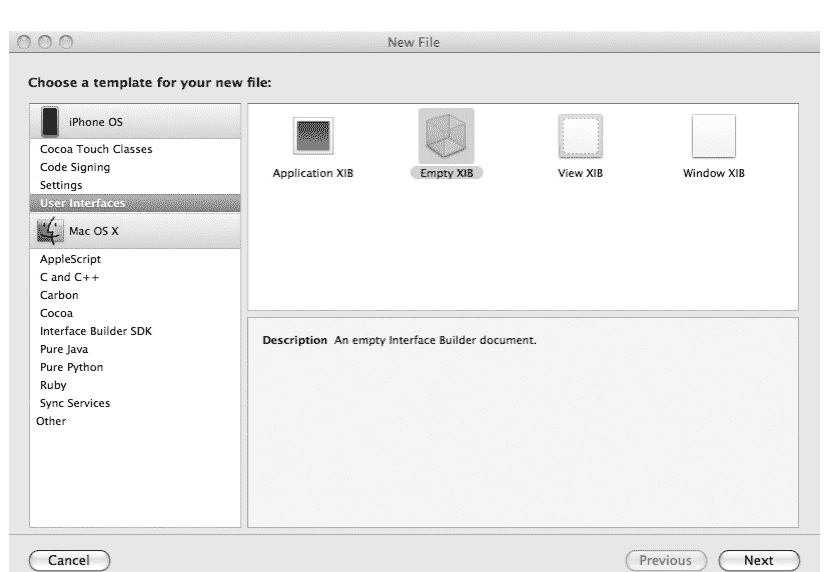 New File
Choose a template for your new file:
iPhone OS
Cocoa Touch Classes
Code Signing
Settings
User Interfaces
Mac OS X
AppleScript
C and C++
Carbon
Cocoa
Interface Builder SDK
Pure Java
Pure Python
Ruby
Sync Services
Other
Application XIB
Empty XIB
View XIB
Window XIB
Description An empty Interface Builder document.
Cancel
Previous
Next